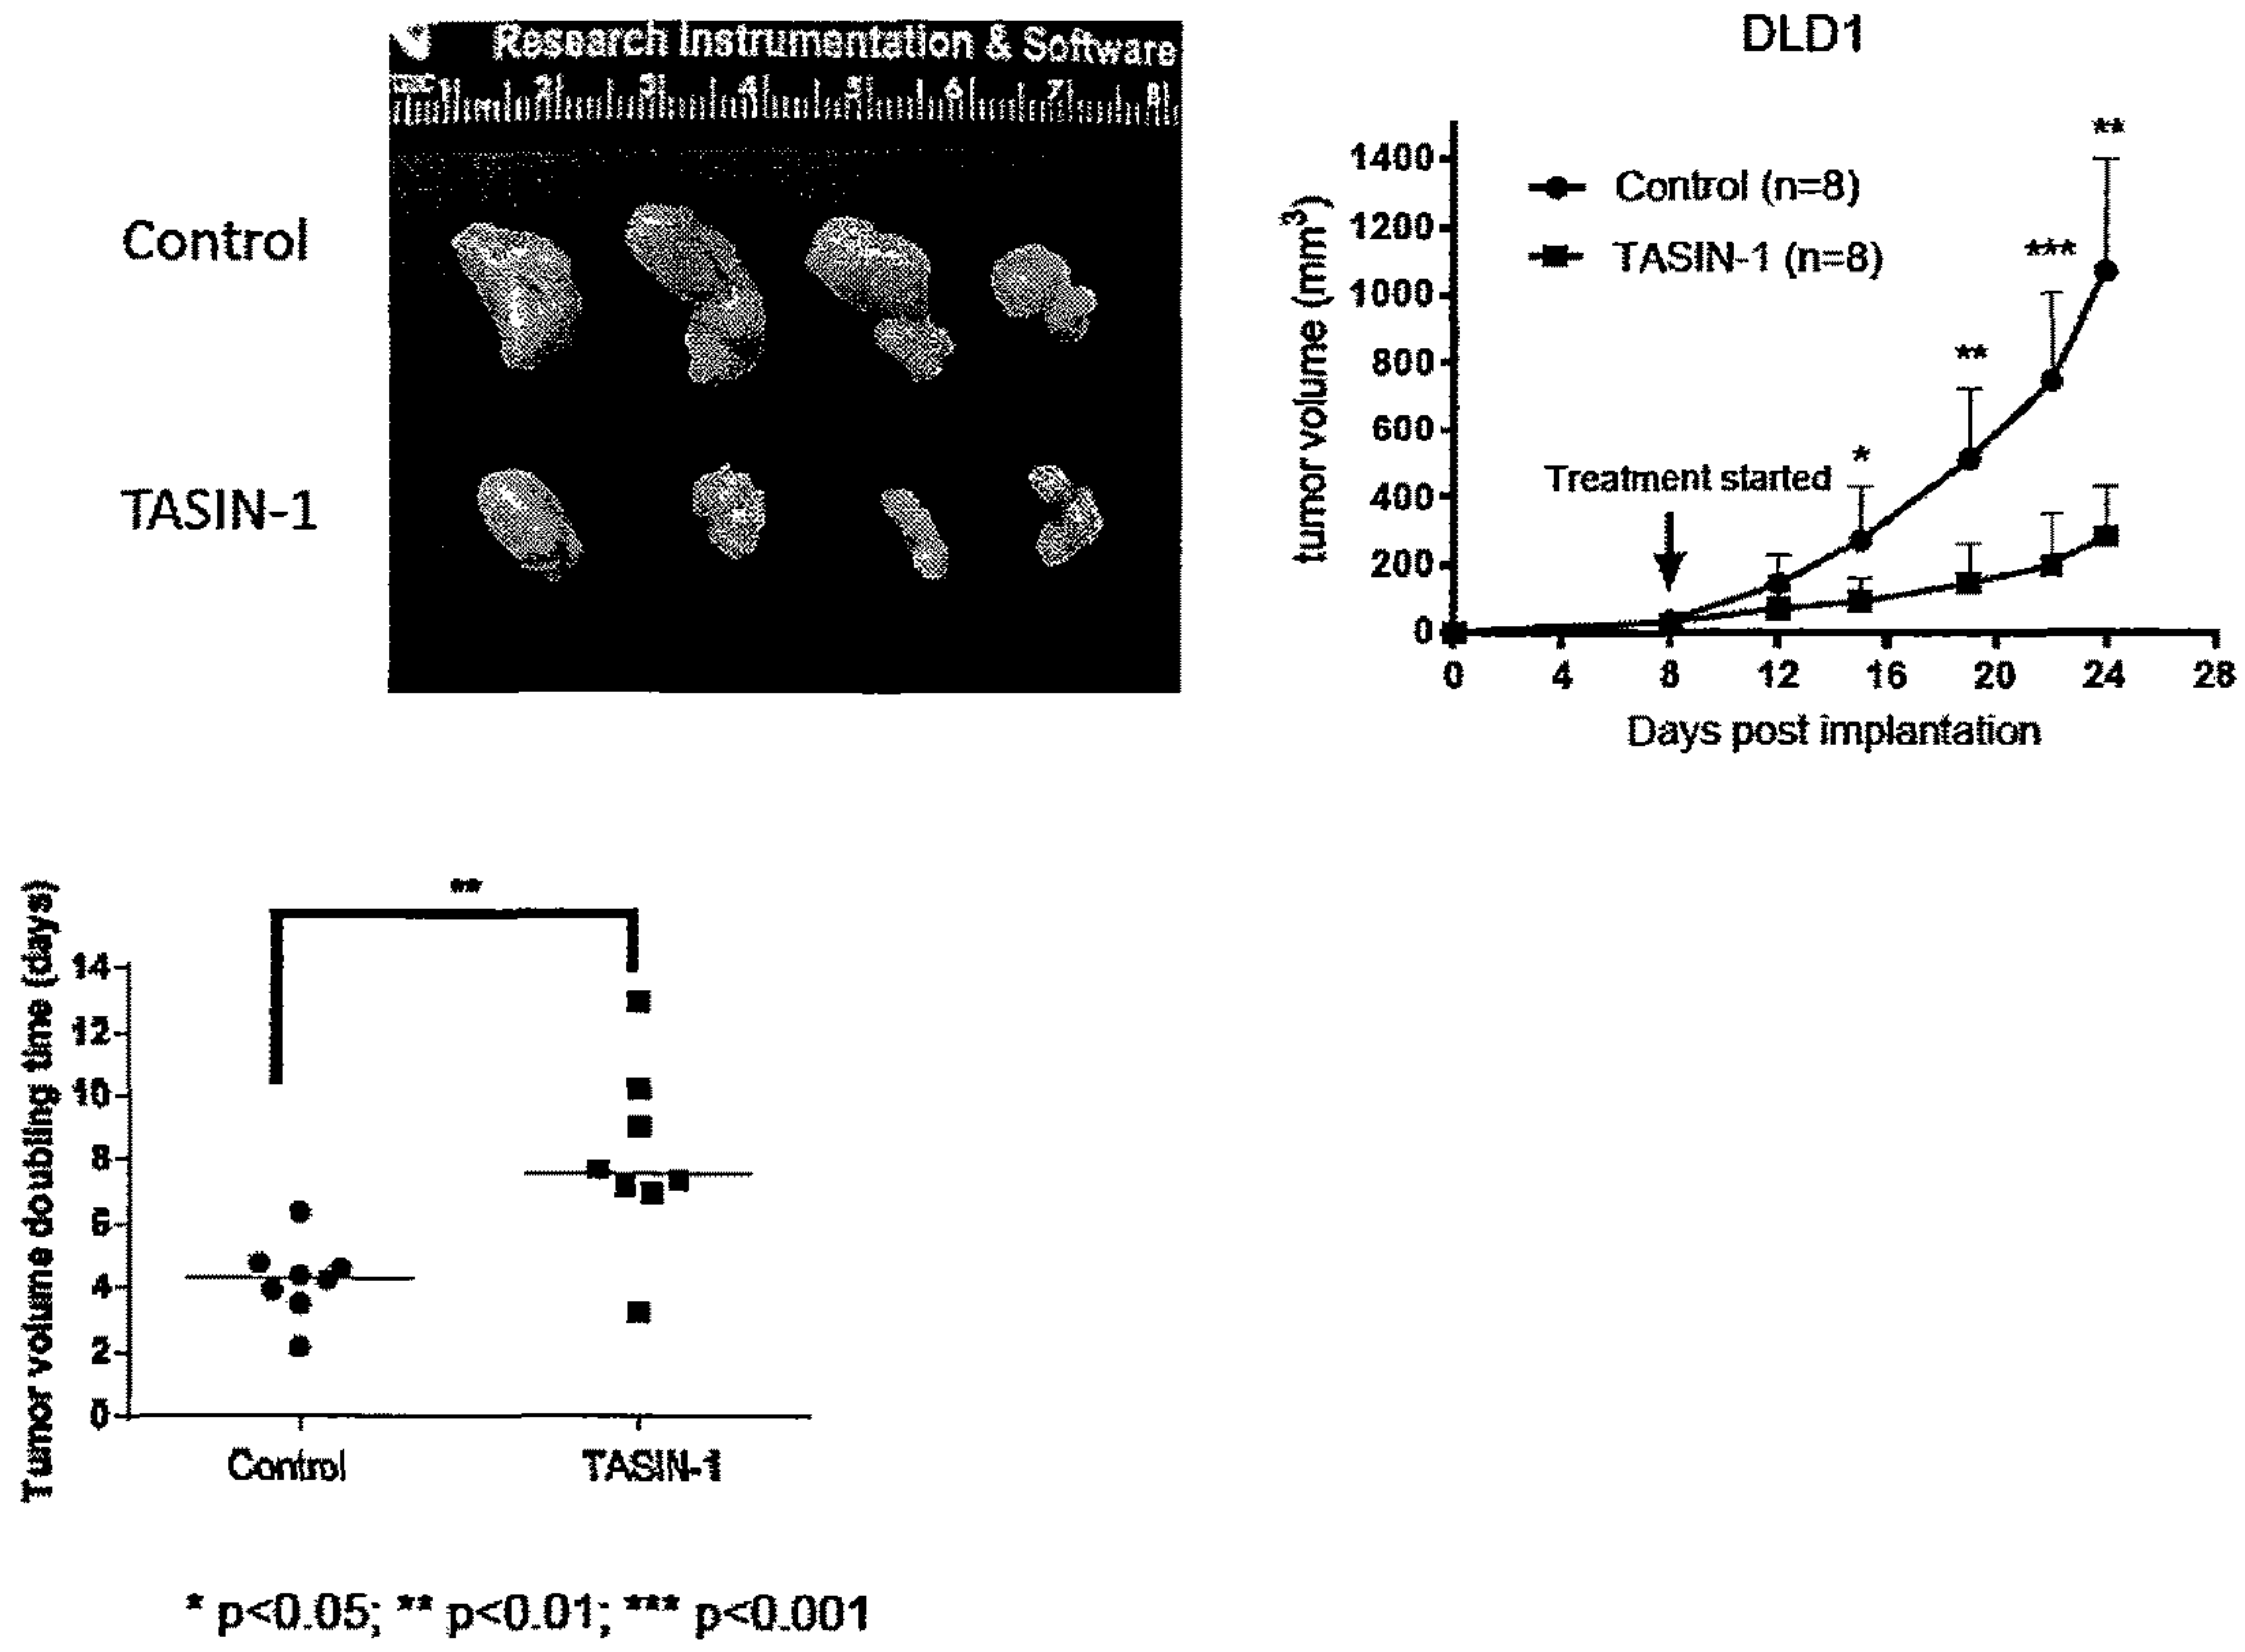 Research Instrumentation & Software
1 2 3 4 5 6 7 8
Control
TASIN-1
DLD1
Control (n=8)
TASIN-1 (n=8)
tumor volume (mm³)
1400
1200
1000
800
600
400
200
0
**
***
**
*
Treatment started
0 4 8 12 16 20 24 28
Days post implantation
Tumor volume doubling time (days)
**
14
12
10
8
6
4
2
0
Control TASIN-1
* p<0.05; ** p<0.01; *** p<0.001